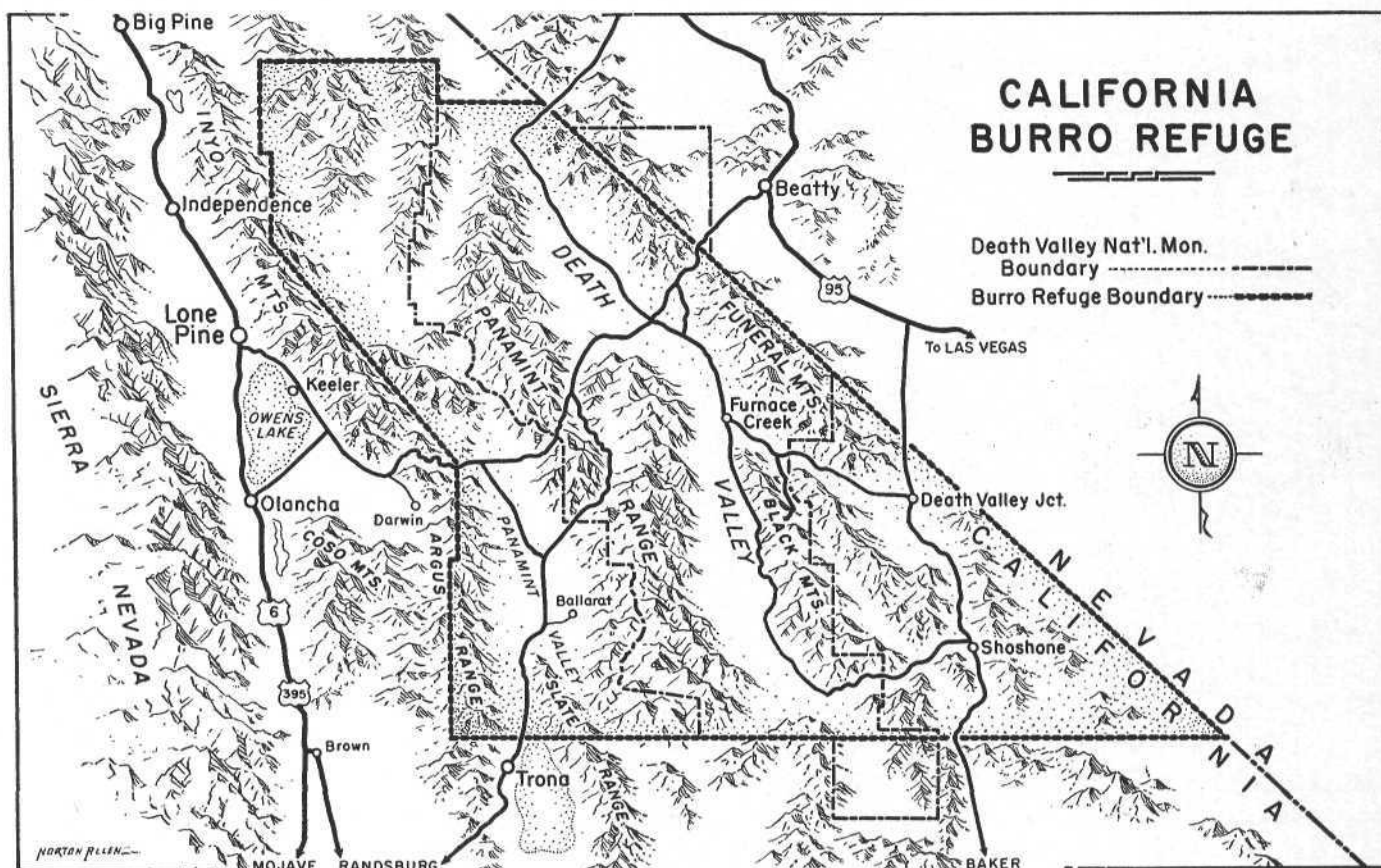 CALIFORNIA
BURRO REFUGE
Death Valley Nat'l. Mon.
Boundary
Burro Refuge Boundary
Big Pine
INYO
MTS.
Independence
Lone
Pine
Keeler
OWENS
LAKE
Olancha
Darwin
SIERRA
NEVADA
COSO MTS.
6
395
Brown
MOJAVE
RANDSBURG
ARGUS
RANGE
PANAMINT
VALLEY
Ballarat
SLATE
RANGE
Trona
PANAMINT
RANGE
DEATH
VALLEY
Beatty
95
To LAS VEGAS
FUNERAL MTS.
Furnace
Creek
BLACK
MTS.
Death Valley Jct.
Shoshone
BAKER
NEVADA
CALIFORNIA
N
NORTON ALLEN